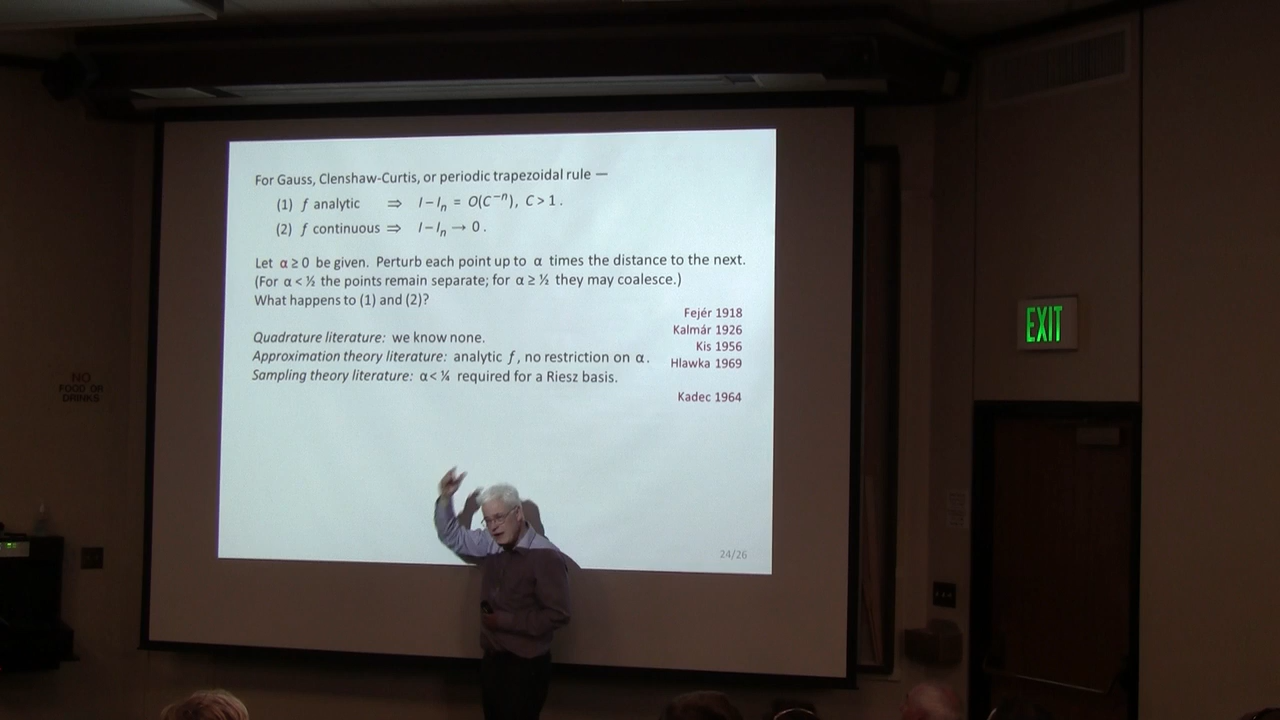 For Gauss, Clenshaw-Curtis, or periodic trapezoidal rule —
(1) f analytic ⇒ I – Iₙ = O(C⁻ⁿ), C > 1.
(2) f continuous ⇒ I – Iₙ → 0.
Let α ≥ 0 be given. Perturb each point up to α times the distance to the next.
(For α < ½ the points remain separate; for α ≥ ½ they may coalesce.)
What happens to (1) and (2)?
Fejér 1918
Kalmár 1926
Kis 1956
Hlawka 1969
Quadrature literature: we know none.
Approximation theory literature: analytic f, no restriction on α.
Sampling theory literature: α < ¼ required for a Riesz basis.
Kadec 1964
24/26
EXIT
NO
FOOD OR
DRINKS